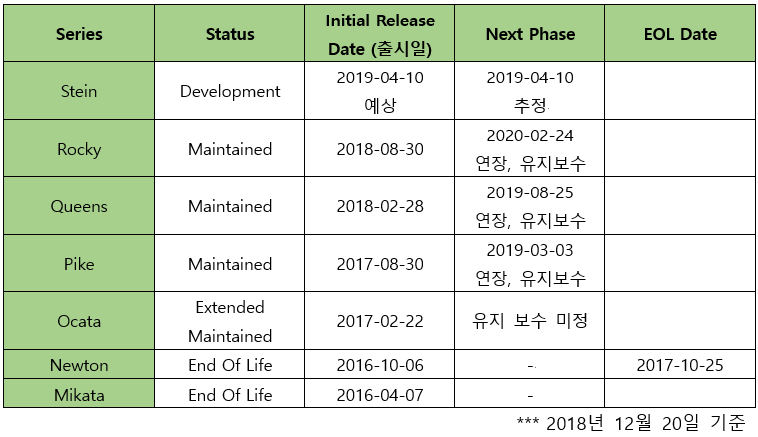 Series Status Initial Release Date (출시일) Next Phase EOL Date
Stein Development 2019-04-10 예상 2019-04-10 추정
Rocky Maintained 2018-08-30 2020-02-24 연장, 유지보수
Queens Maintained 2018-02-28 2019-08-25 연장, 유지보수
Pike Maintained 2017-08-30 2019-03-03 연장, 유지보수
Ocata Extended Maintained 2017-02-22 유지 보수 미정
Newton End Of Life 2016-10-06 - 2017-10-25
Mikata End Of Life 2016-04-07 -
*** 2018년 12월 20일 기준